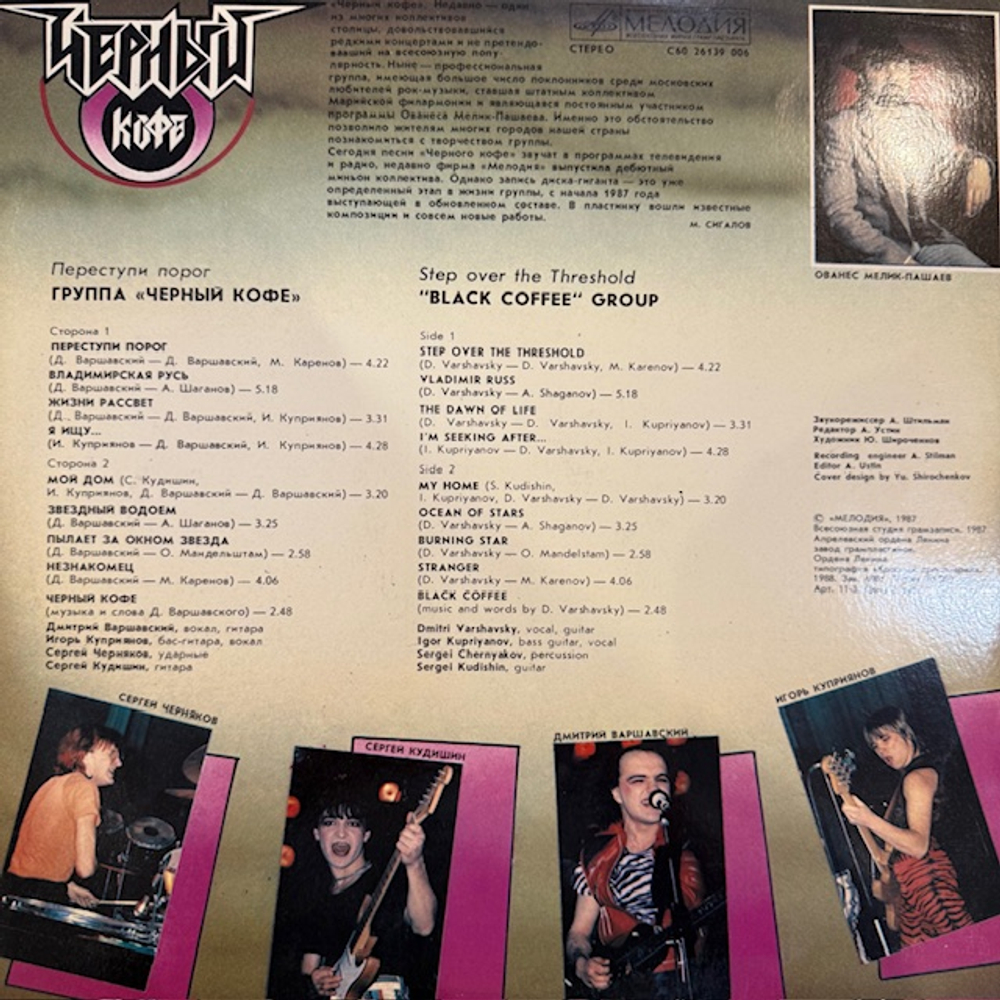 ЧЕРНЫЙ
КОФЕ
«Черный кофе». Недавно — один
из многих коллективов
столицы, довольствовавшийся
редкими концертами и не претендо-
вавший на всесоюзную попу-
лярность. Ныне — профессиональная
группа, имеющая большое число поклонников среди московских
любителей рок-музыки, ставшая штатным коллективом
Марийской филармонии и являющаяся постоянным участником
программы Ованеса Мелик-Пашаева. Именно это обстоятельство
позволило жителям многих городов нашей страны
познакомиться с творчеством группы.
Сегодня песни «Черного кофе» звучат в программах телевидения
и радио, недавно фирма «Мелодия» выпустила дебютный
миньон коллектива. Однако запись диска-гиганта — это уже
определенный этап в жизни группы, с начала 1987 года
выступающей в обновленном составе. В пластинку вошли известные
композиции и совсем новые работы.
М. СИГАЛОВ
МЕЛОДИЯ
СТЕРЕО С60 26139 006
ОВАНЕС МЕЛИК-ПАШАЕВ
Переступи порог
ГРУППА «ЧЕРНЫЙ КОФЕ»
Сторона 1
ПЕРЕСТУПИ ПОРОГ
(Д. Варшавский — Д. Варшавский, М. Каренов) — 4.22
ВЛАДИМИРСКАЯ РУСЬ
(Д. Варшавский — А. Шаганов) — 5.18
ЖИЗНИ РАССВЕТ
(Д. Варшавский — Д. Варшавский, И. Куприянов) — 3.31
Я ИЩУ...
(И. Куприянов — Д. Варшавский, И. Куприянов) — 4.28
Сторона 2
МОЙ ДОМ (С. Кудишин,
И. Куприянов, Д. Варшавский — Д. Варшавский) — 3.20
ЗВЕЗДНЫЙ ВОДОЕМ
(Д. Варшавский — А. Шаганов) — 3.25
ПЫЛАЕТ ЗА ОКНОМ ЗВЕЗДА
(Д. Варшавский — О. Мандельштам) — 2.58
НЕЗНАКОМЕЦ
(Д. Варшавский — М. Каренов) — 4.06
ЧЕРНЫЙ КОФЕ
(музыка и слова Д. Варшавского) — 2.48
Дмитрий Варшавский, вокал, гитара
Игорь Куприянов, бас-гитара, вокал
Сергей Черняков, ударные
Сергей Кудишин, гитара
Step over the Threshold
"BLACK COFFEE" GROUP
Side 1
STEP OVER THE THRESHOLD
(D. Varshavsky — D. Varshavsky, M. Karenov) — 4.22
VLADIMIR RUSS
(D. Varshavsky — A. Shaganov) — 5.18
THE DAWN OF LIFE
(D. Varshavsky — D. Varshavsky, I. Kupriyanov) — 3.31
I'M SEEKING AFTER...
(I. Kupriyanov — D. Varshavsky, I. Kupriyanov) — 4.28
Side 2
MY HOME (S. Kudishin,
I. Kupriyanov, D. Varshavsky — D. Varshavsky) — 3.20
OCEAN OF STARS
(D. Varshavsky — A. Shaganov) — 3.25
BURNING STAR
(D. Varshavsky — O. Mandelstam) — 2.58
STRANGER
(D. Varshavsky — M. Karenov) — 4.06
BLACK COFFEE
(music and words by D. Varshavsky) — 2.48
Dmitri Varshavsky, vocal, guitar
Igor Kupriyanov, bass guitar, vocal
Sergei Chernyakov, percussion
Sergei Kudishin, guitar
Звукорежиссер А. Штильман
Редактор А. Устин
Художник Ю. Широченков
Recording engineer A. Stilman
Editor A. Ustin
Cover design by Yu. Shirochenkov
© «МЕЛОДИЯ», 1987
Всесоюзная студия грамзаписи, 1987
Апрелевский ордена Ленина
завод грампластинок
Ордена Ленина
типография
1988. Зак.
Арт. 11-3.
СЕРГЕЙ ЧЕРНЯКОВ
СЕРГЕЙ КУДИШИН
ДМИТРИЙ ВАРШАВСКИЙ
ИГОРЬ КУПРИЯНОВ